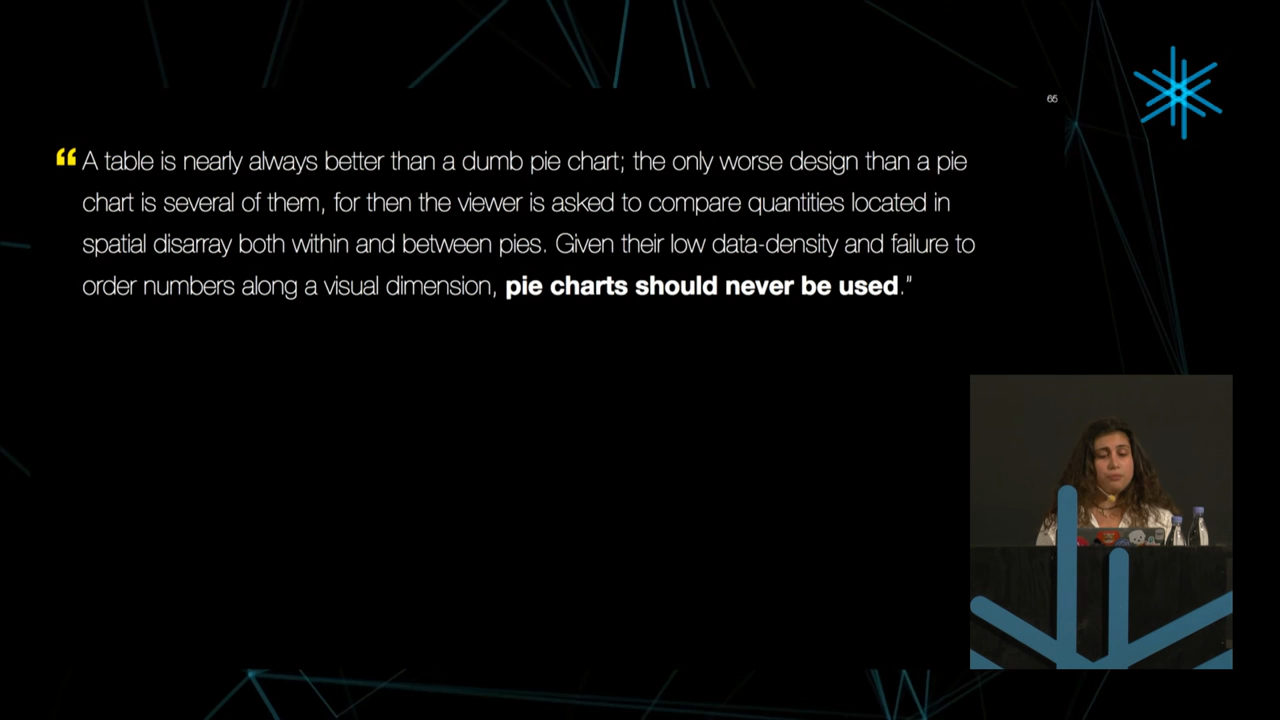 65
“ A table is nearly always better than a dumb pie chart; the only worse design than a pie
chart is several of them, for then the viewer is asked to compare quantities located in
spatial disarray both within and between pies. Given their low data-density and failure to
order numbers along a visual dimension, pie charts should never be used.”